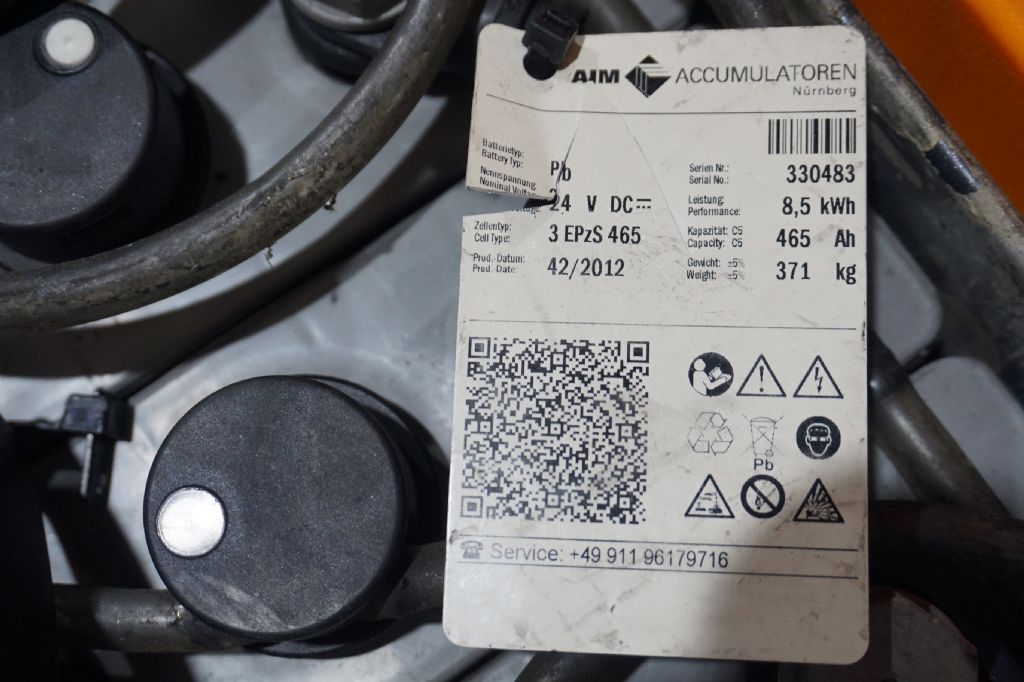 AIM ACCUMULATOREN
Nürnberg
Batterietyp:
Battery Typ: Pb
Serien Nr.:
Serial No.: 330483
Nennspannung
Nominal
24 V DC
Leistung:
Performance: 8,5 kWh
Zellentyp:
Cell Type: 3 EPzS 465
Kapazität: C5
Capacity: C5 465 Ah
Prod.-Datum:
Prod. Date: 42/2012
Gewicht: ±5%
Weight: ±5% 371 kg
Pb
Service: +49 911 96179716